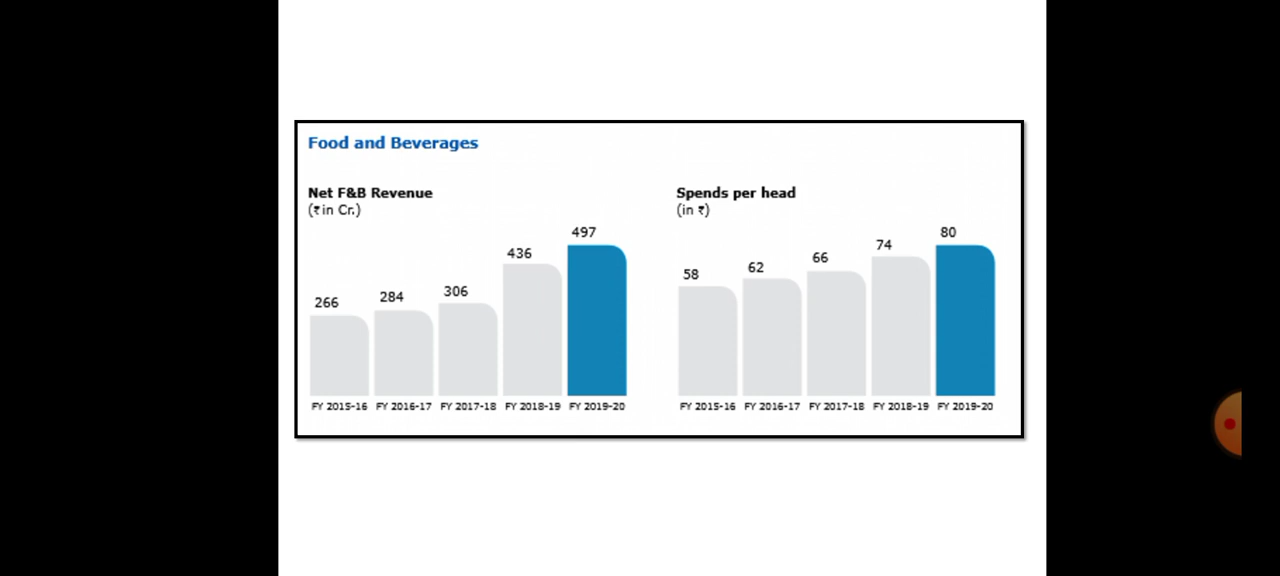 Food and Beverages
Net F&B Revenue
(₹ in Cr.)
266
284
306
436
497
FY 2015-16 FY 2016-17 FY 2017-18 FY 2018-19 FY 2019-20
Spends per head
(in ₹)
58
62
66
74
80
FY 2015-16 FY 2016-17 FY 2017-18 FY 2018-19 FY 2019-20